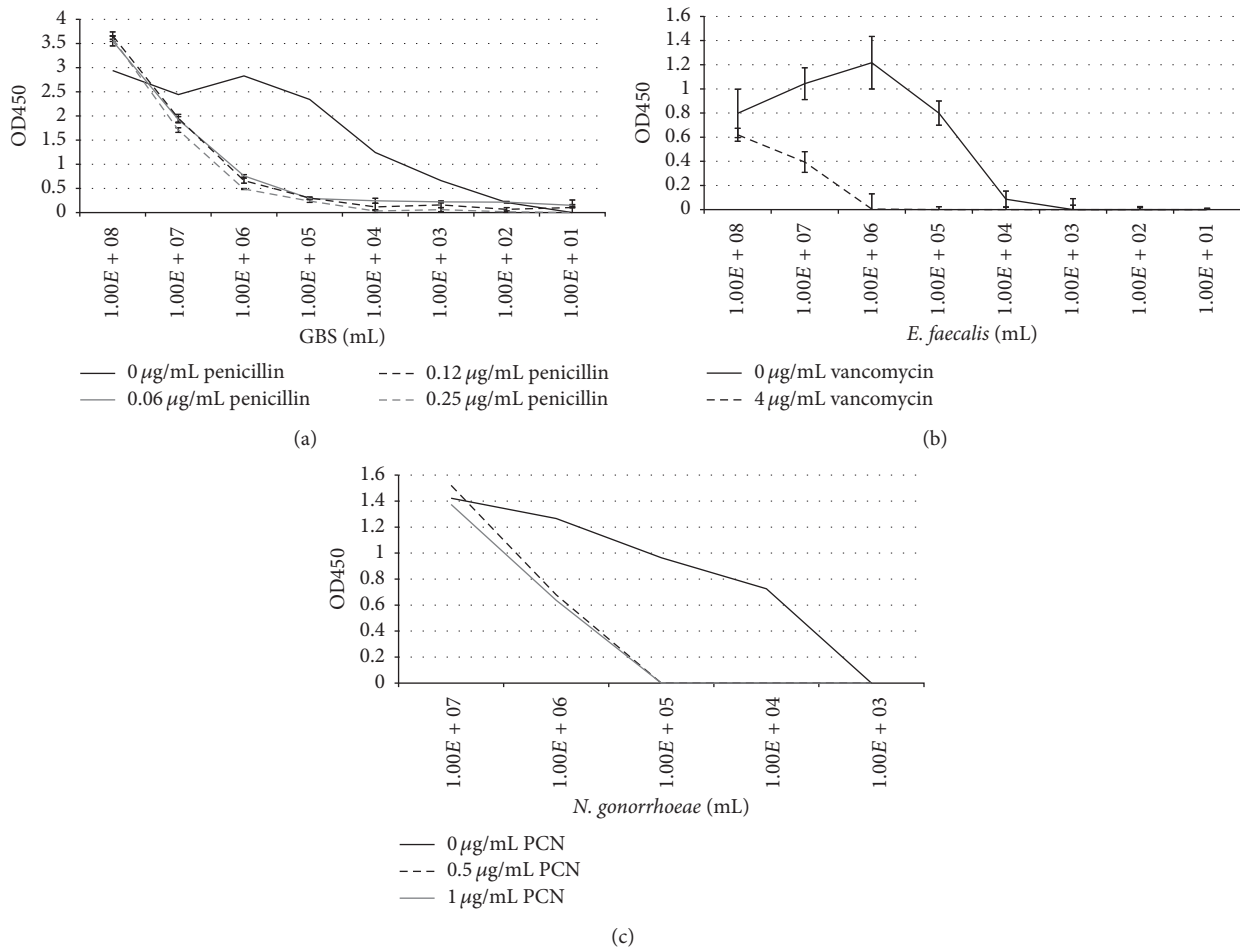 4
3.5
3
2.5
2
1.5
1
0.5
0
OD450
1.00E + 08
1.00E + 07
1.00E + 06
1.00E + 05
1.00E + 04
1.00E + 03
1.00E + 02
1.00E + 01
GBS (mL)
0 μg/mL penicillin
0.06 μg/mL penicillin
0.12 μg/mL penicillin
0.25 μg/mL penicillin
(a)
1.6
1.4
1.2
1
0.8
0.6
0.4
0.2
0
OD450
1.00E + 08
1.00E + 07
1.00E + 06
1.00E + 05
1.00E + 04
1.00E + 03
1.00E + 02
1.00E + 01
E. faecalis (mL)
0 μg/mL vancomycin
4 μg/mL vancomycin
(b)
1.6
1.4
1.2
1
0.8
0.6
0.4
0.2
0
OD450
1.00E + 07
1.00E + 06
1.00E + 05
1.00E + 04
1.00E + 03
N. gonorrhoeae (mL)
0 μg/mL PCN
0.5 μg/mL PCN
1 μg/mL PCN
(c)